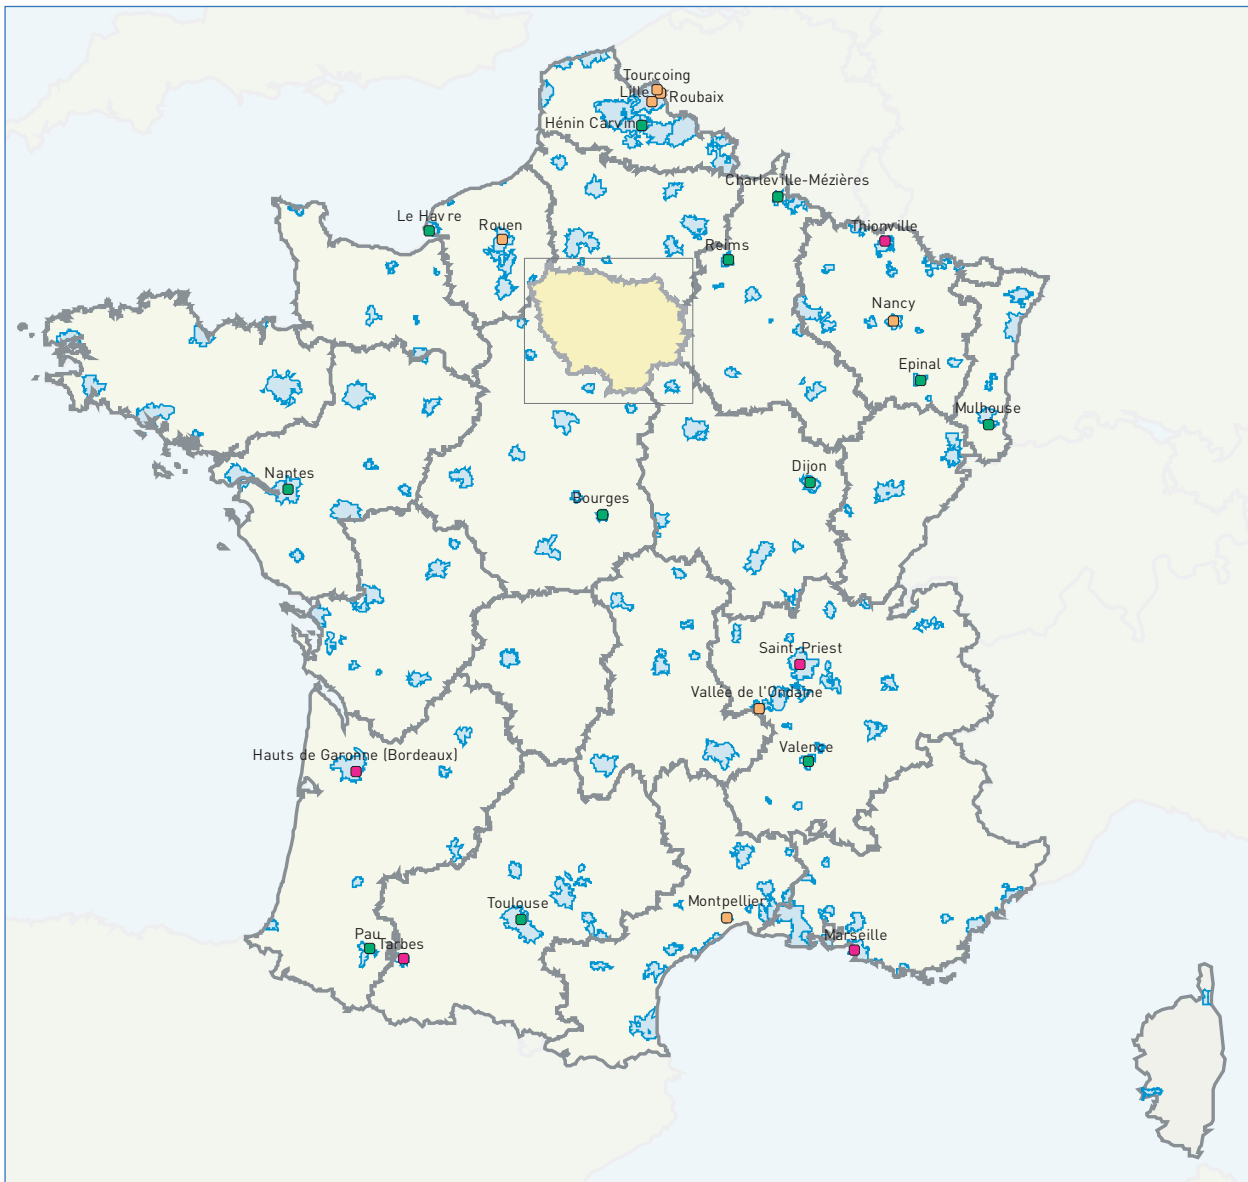 Tourcoing
Lille
Roubaix
Hénin Carvin
Charleville-Mézières
Le Havre
Rouen
Thionville
Reims
Nancy
Epinal
Mulhouse
Nantes
Dijon
Bourges
Saint-Priest
Vallée de l'Ondaine
Hauts de Garonne (Bordeaux)
Valence
Toulouse
Montpellier
Pau
Tarbes
Marseille